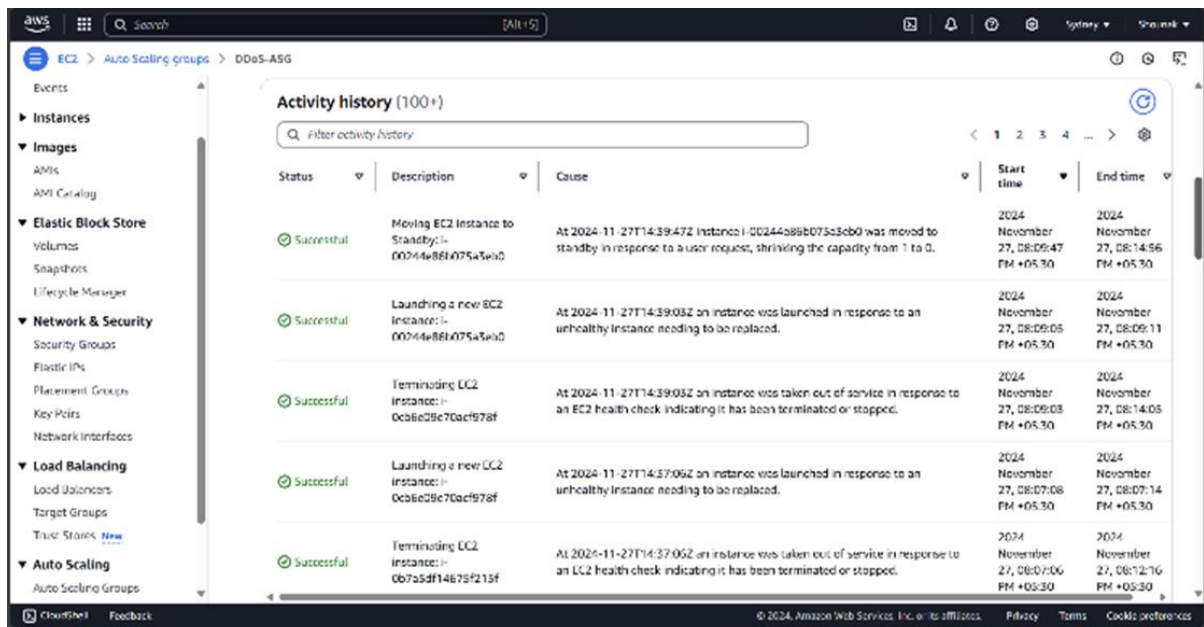 aws
Search
[Alt+S]
Sydney
Shounak
EC2 > Auto Scaling groups > DDoS-ASG
Events
Instances
Images
AMIs
AMI Catalog
Elastic Block Store
Volumes
Snapshots
Lifecycle Manager
Network & Security
Security Groups
Elastic IPs
Placement Groups
Key Pairs
Network Interfaces
Load Balancing
Load Balancers
Target Groups
Trust Stores New
Auto Scaling
Auto Scaling Groups
Activity history (100+)
Filter activity history
1 2 3 4 ...
Status
Description
Cause
Start
time
End time
Successful
Moving EC2 instance to
Standby: i-
00244e86b075a3eb0
At 2024-11-27T14:39:47Z instance i-00244e86b075a3eb0 was moved to
standby in response to a user request, shrinking the capacity from 1 to 0.
2024
November
27, 08:09:47
PM +05:30
2024
November
27, 08:14:56
PM +05:30
Successful
Launching a new EC2
instance: i-
00244e86b075a3eb0
At 2024-11-27T14:39:03Z an instance was launched in response to an
unhealthy instance needing to be replaced.
2024
November
27, 08:09:05
PM +05:30
2024
November
27, 08:09:11
PM +05:30
Successful
Terminating EC2
instance: i-
0cb6e09c70acf978f
At 2024-11-27T14:39:03Z an instance was taken out of service in response to
an EC2 health check indicating it has been terminated or stopped.
2024
November
27, 08:09:03
PM +05:30
2024
November
27, 08:14:05
PM +05:30
Successful
Launching a new EC2
instance: i-
0cb6e09c70acf978f
At 2024-11-27T14:37:06Z an instance was launched in response to an
unhealthy instance needing to be replaced.
2024
November
27, 08:07:08
PM +05:30
2024
November
27, 08:07:14
PM +05:30
Successful
Terminating EC2
instance: i-
0b7a5df14675f215f
At 2024-11-27T14:37:06Z an instance was taken out of service in response to
an EC2 health check indicating it has been terminated or stopped.
2024
November
27, 08:07:06
PM +05:30
2024
November
27, 08:12:16
PM +05:30
CloudShell
Feedback
© 2024, Amazon Web Services, Inc. or its affiliates.
Privacy
Terms
Cookie preferences